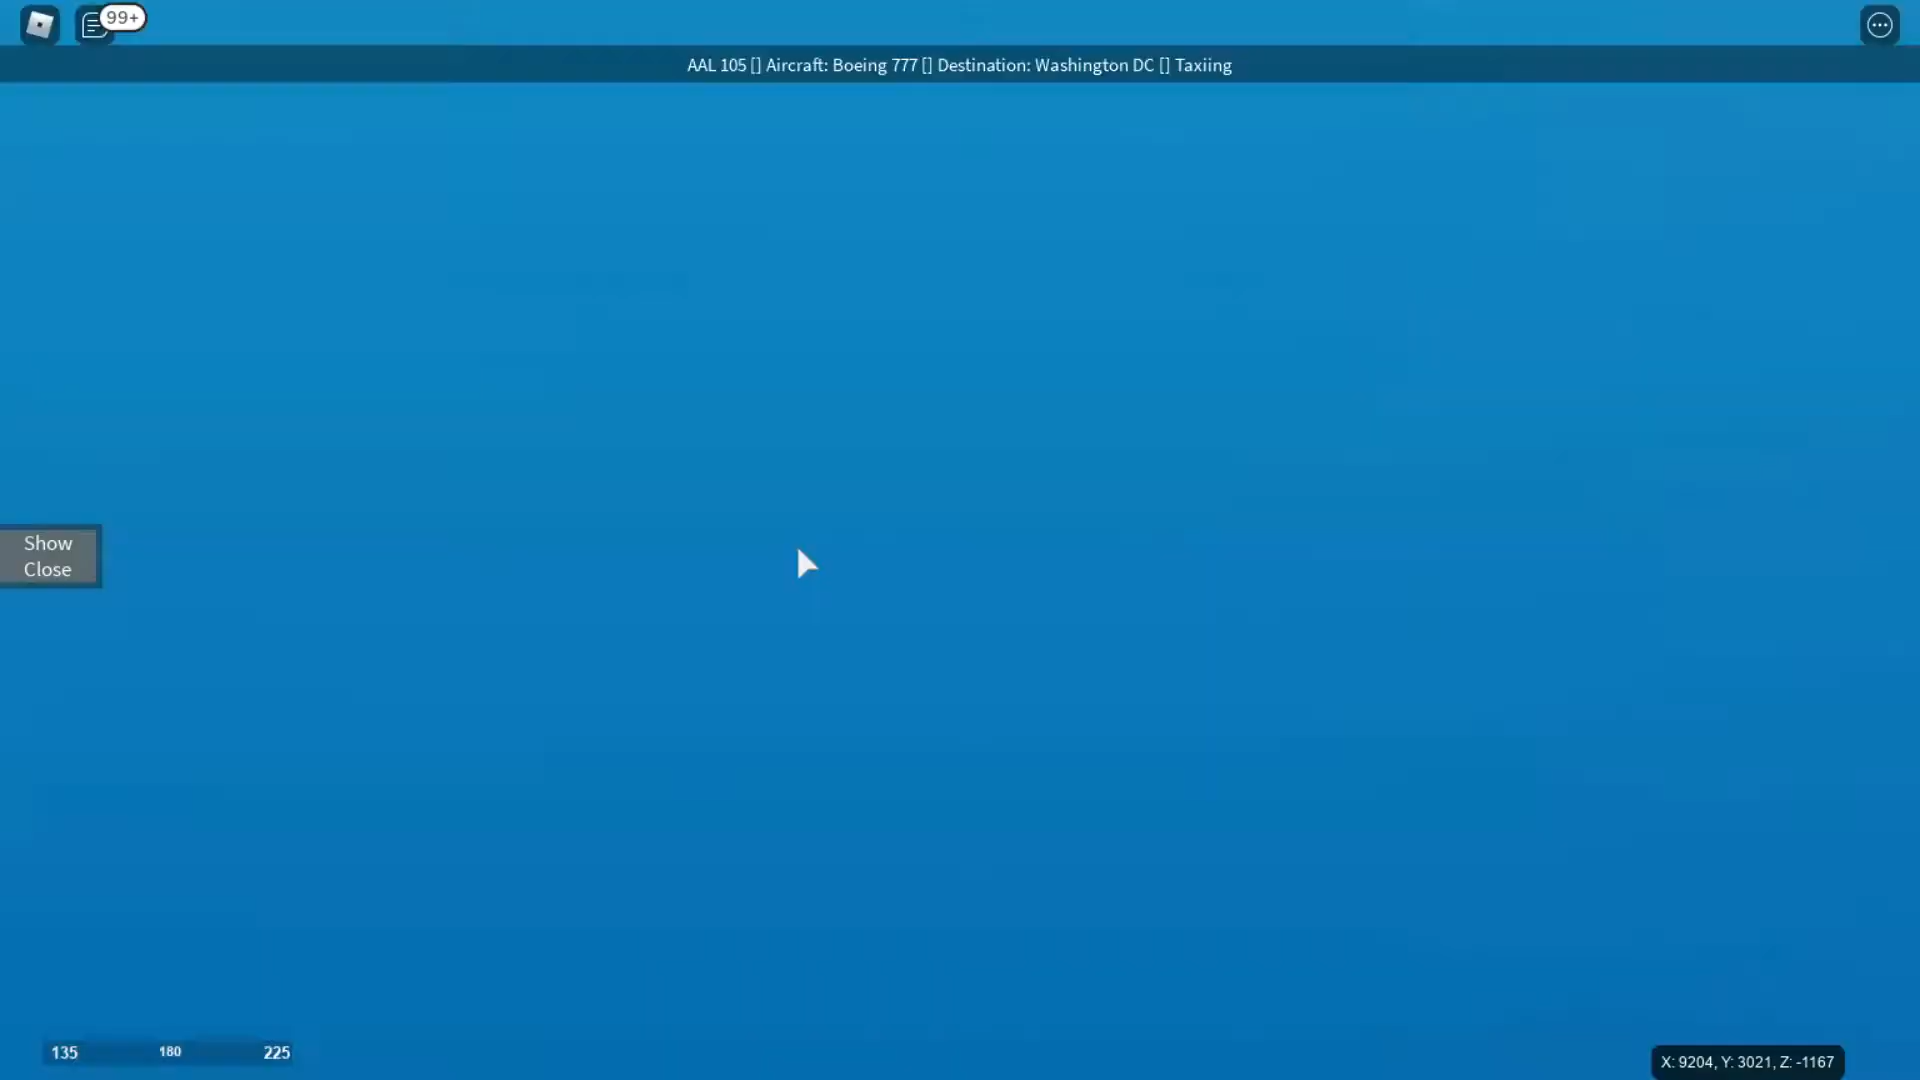 99+
AAL 105 [] Aircraft: Boeing 777 [] Destination: Washington DC [] Taxiing
Show
Close
135 180 225
X: 9204, Y: 3021, Z: -1167